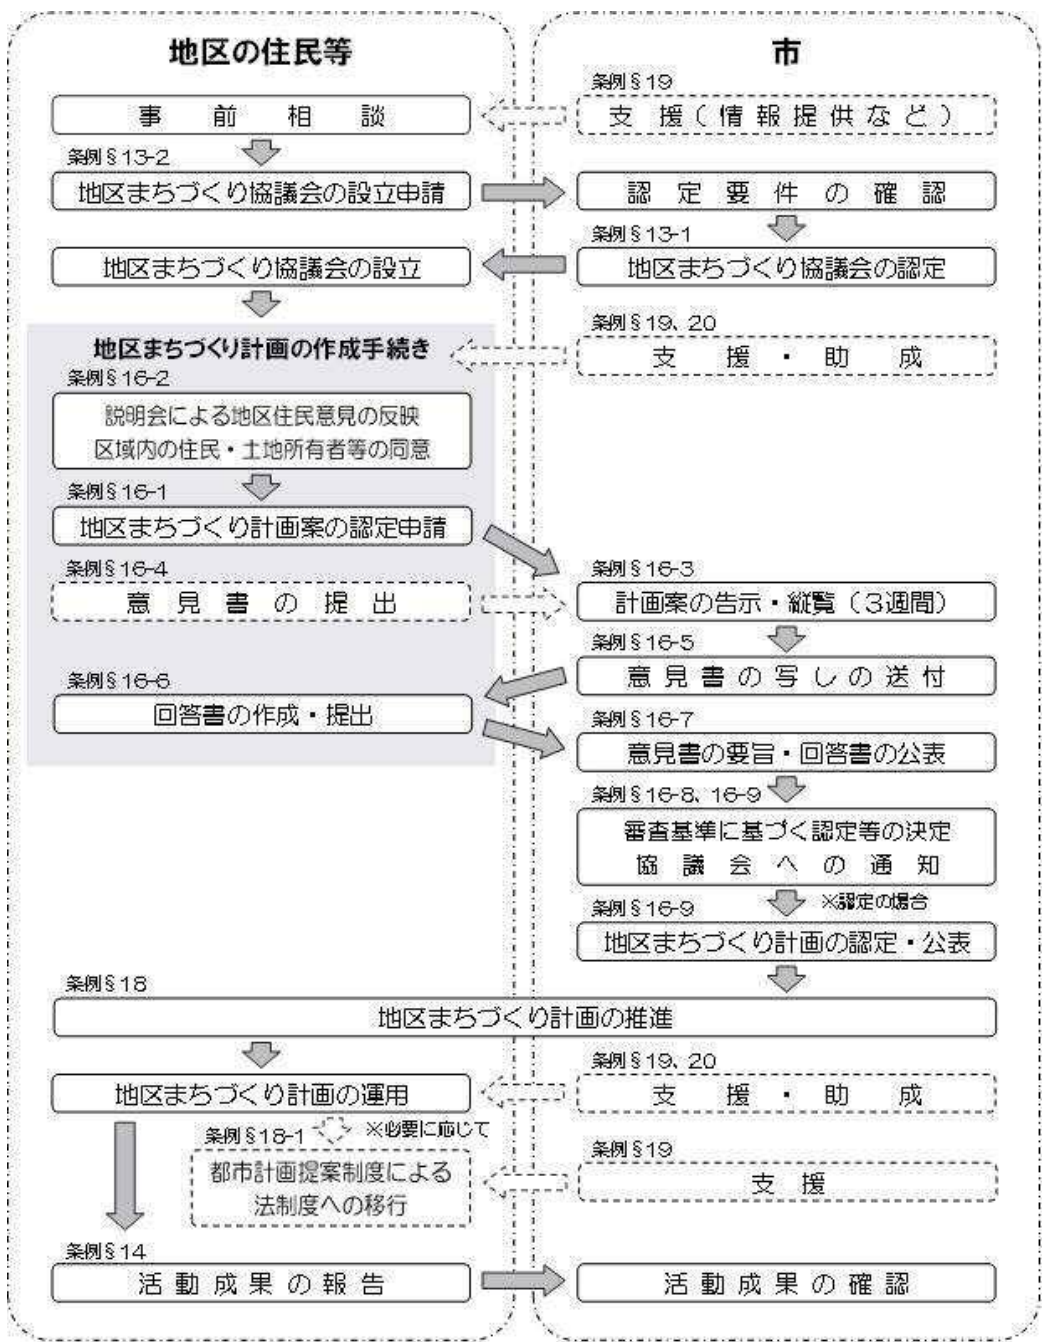 地区の住民等
市
条例§19
事前相談
支援(情報提供など)
条例§13-2
地区まちづくり協議会の設立申請
認定要件の確認
条例§13-1
地区まちづくり協議会の設立
地区まちづくり協議会の認定
条例§19、20
地区まちづくり計画の作成手続き
支援・助成
条例§16-2
説明会による地区住民意見の反映
区域内の住民・土地所有者等の同意
条例§16-1
地区まちづくり計画案の認定申請
条例§16-4
意見書の提出
条例§16-3
計画案の告示・縦覧(3週間)
条例§16-5
意見書の写しの送付
条例§16-6
回答書の作成・提出
条例§16-7
意見書の要旨・回答書の公表
条例§16-8、16-9
審査基準に基づく認定等の決定
協議会への通知
※認定の場合
条例§16-9
地区まちづくり計画の認定・公表
条例§18
地区まちづくり計画の推進
条例§19、20
地区まちづくり計画の運用
支援・助成
条例§18-1
※必要に応じて
都市計画提案制度による
法制度への移行
条例§19
支援
条例§14
活動成果の報告
活動成果の確認